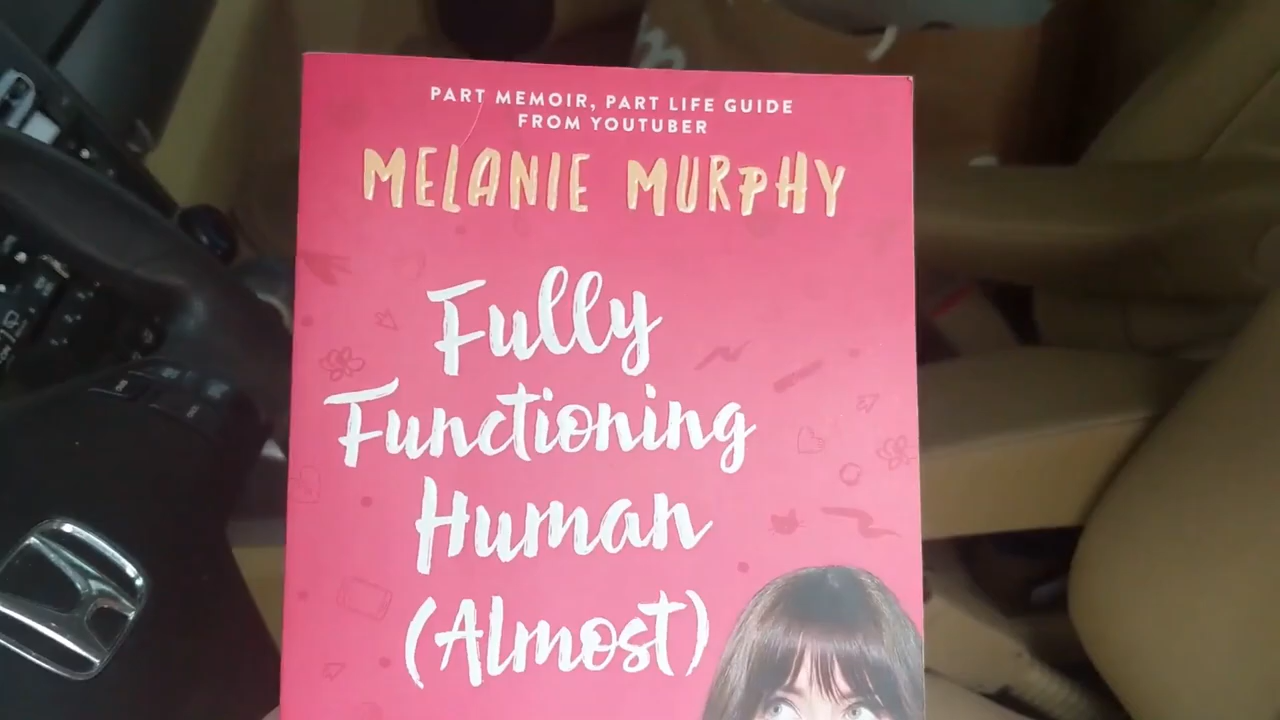 PART MEMOIR, PART LIFE GUIDE
FROM YOUTUBER
MELANIE MURPHY
Fully
Functioning
Human
(Almost)